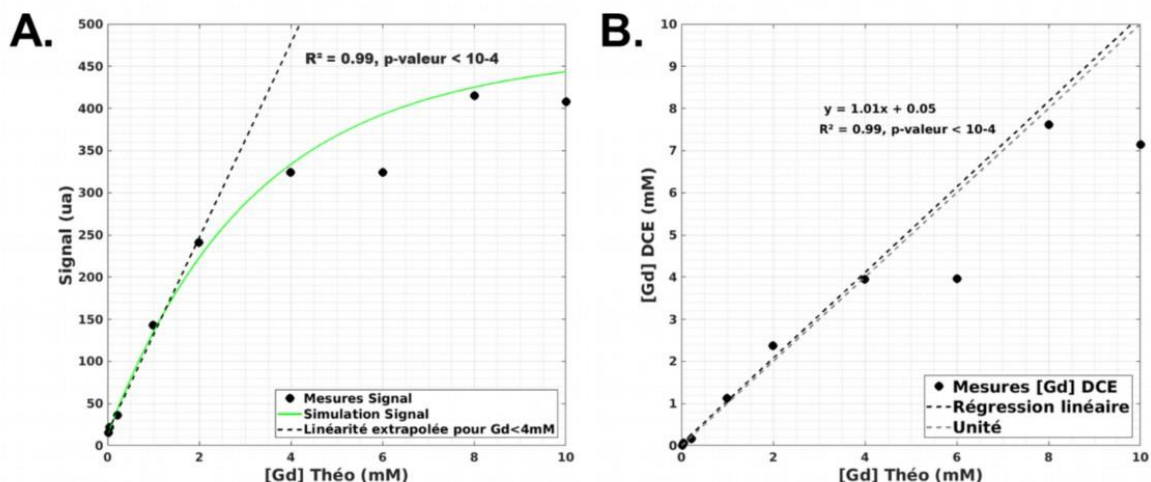 A.
500
450
400
350
300
250
200
150
100
50
0
Signal (ua)
R² = 0.99, p-valeur < 10-4
Mesures Signal
Simulation Signal
Linéarité extrapolée pour Gd<4mM
0 2 4 6 8 10
[Gd] Théo (mM)
B.
10
9
8
7
6
5
4
3
2
1
0
[Gd] DCE (mM)
y = 1.01x + 0.05
R² = 0.99, p-valeur < 10-4
Mesures [Gd] DCE
Régression linéaire
Unité
0 2 4 6 8 10
[Gd] Théo (mM)